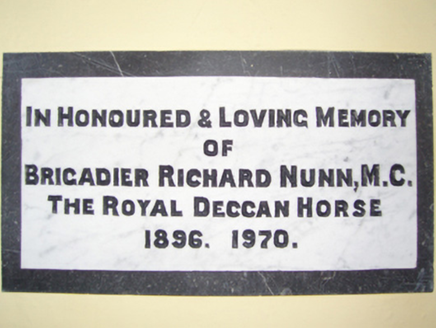 IN HONOURED & LOVING MEMORY
OF
BRIGADIER RICHARD NUNN, M.C.
THE ROYAL DECCAN HORSE
1896. 1970.